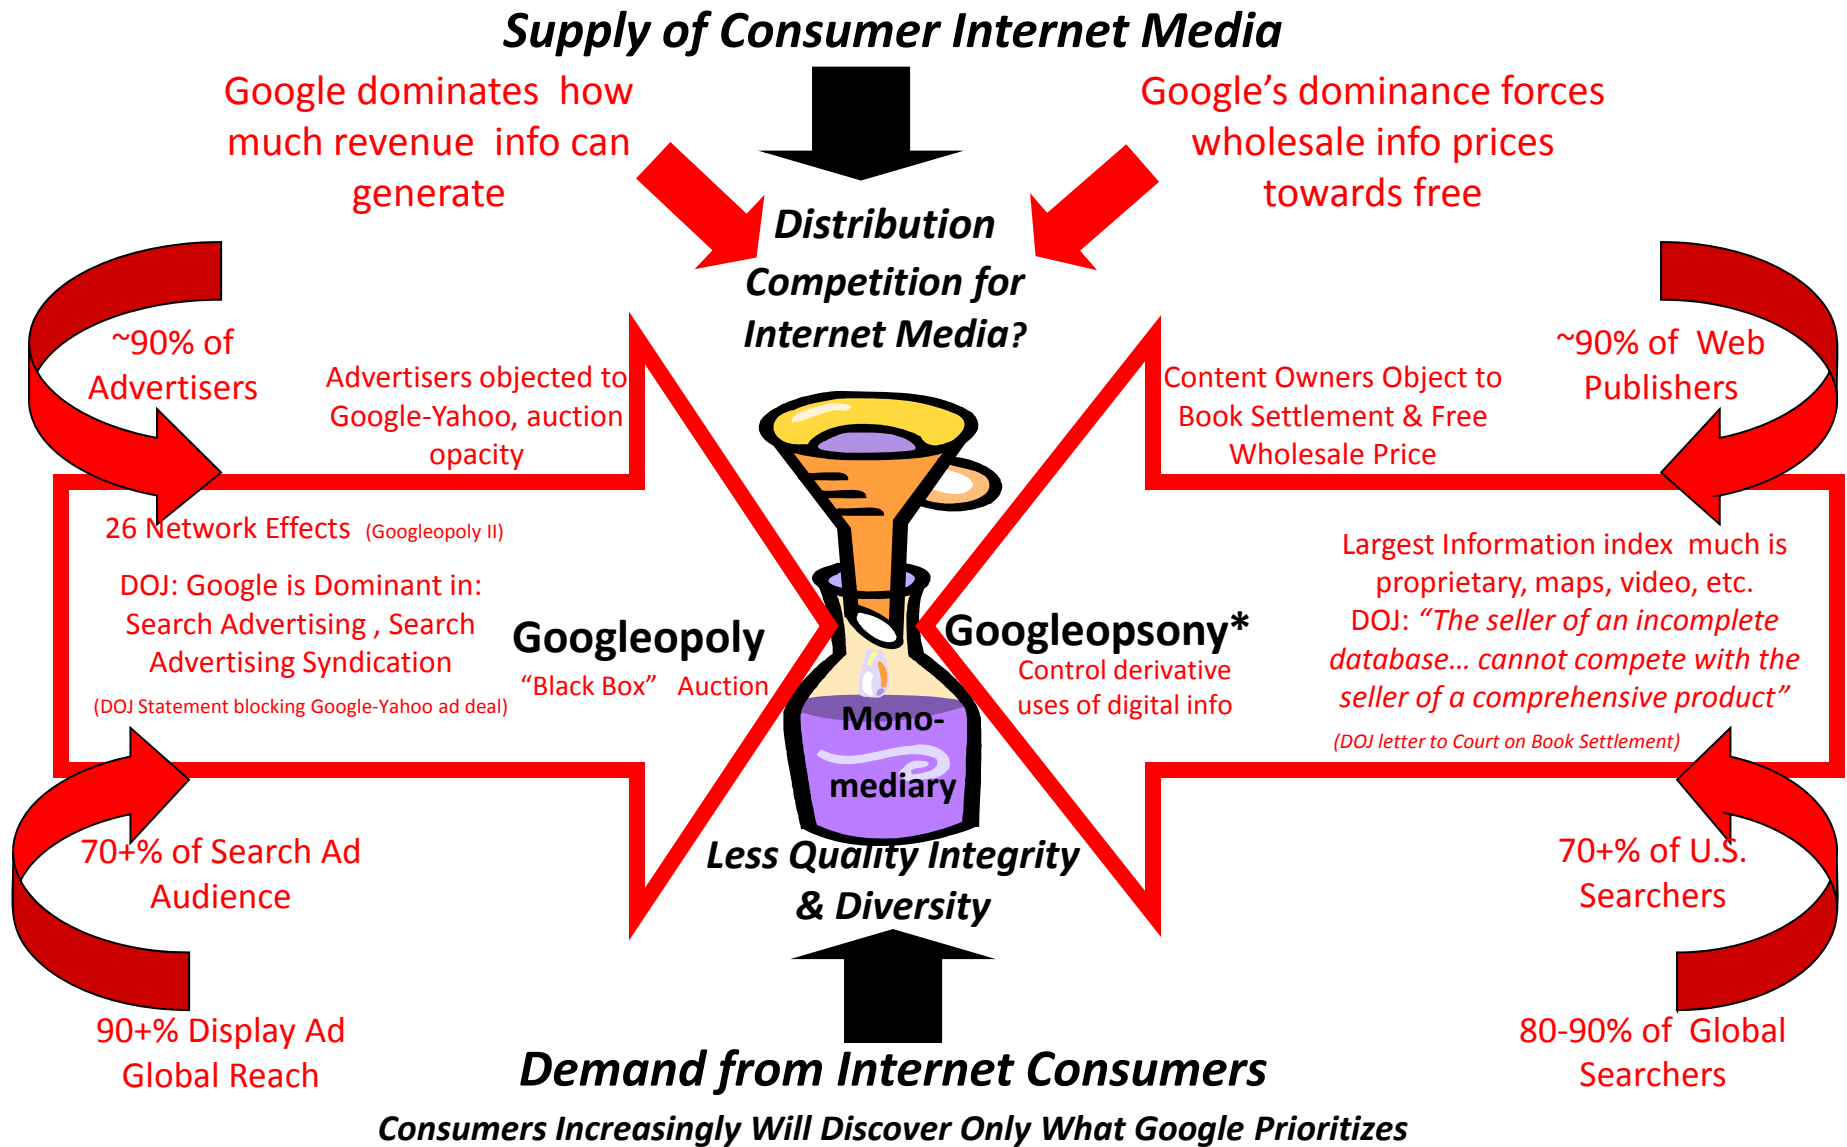 Supply of Consumer Internet Media
Google dominates how
much revenue info can
generate
Google’s dominance forces
wholesale info prices
towards free
Distribution
Competition for
Internet Media?
~90% of
Advertisers
Advertisers objected to
Google-Yahoo, auction
opacity
Content Owners Object to
Book Settlement & Free
Wholesale Price
~90% of Web
Publishers
26 Network Effects (Googleopoly II)
DOJ: Google is Dominant in:
Search Advertising , Search
Advertising Syndication
(DOJ Statement blocking Google-Yahoo ad deal)
Googleopoly
“Black Box” Auction
Googleopsony*
Control derivative
uses of digital info
Largest Information index much is
proprietary, maps, video, etc.
DOJ: “The seller of an incomplete
database... cannot compete with the
seller of a comprehensive product”
(DOJ letter to Court on Book Settlement)
Mono-
mediary
Less Quality Integrity
& Diversity
70+% of Search Ad
Audience
70+% of U.S.
Searchers
90+% Display Ad
Global Reach
80-90% of Global
Searchers
Demand from Internet Consumers
Consumers Increasingly Will Discover Only What Google Prioritizes